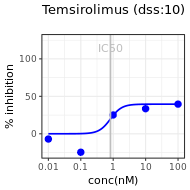 Temsirolimus (dss:10)
IC50
% inhibition
100
50
0
0.01 0.1 1 10 100
conc(nM)